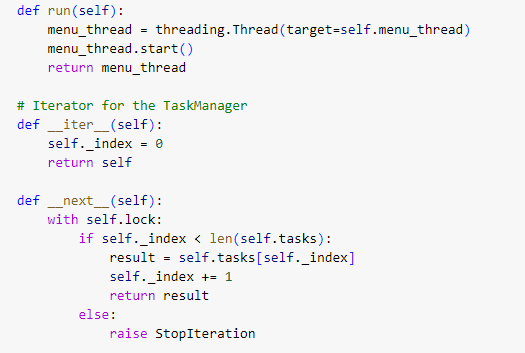 def run(self):
    menu_thread = threading.Thread(target=self.menu_thread)
    menu_thread.start()
    return menu_thread

# Iterator for the TaskManager
def __iter__(self):
    self._index = 0
    return self

def __next__(self):
    with self.lock:
        if self._index < len(self.tasks):
            result = self.tasks[self._index]
            self._index += 1
            return result
        else:
            raise StopIteration